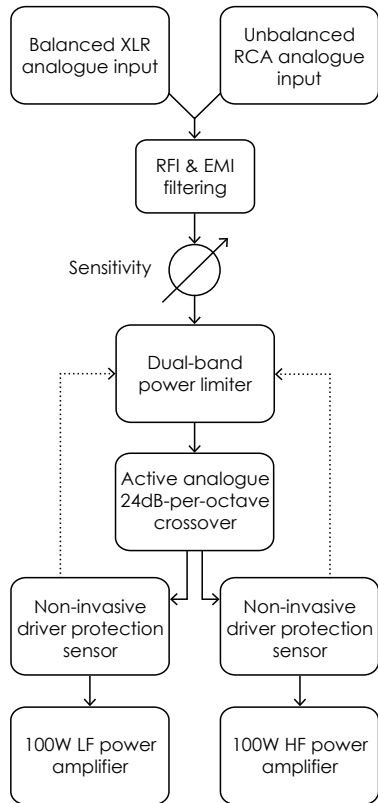 Balanced XLR
analogue input
Unbalanced
RCA analogue
input
RFI & EMI
filtering
Sensitivity
Dual-band
power limiter
Active analogue
24dB-per-octave
crossover
Non-invasive
driver protection
sensor
Non-invasive
driver protection
sensor
100W LF power
amplifier
100W HF power
amplifier